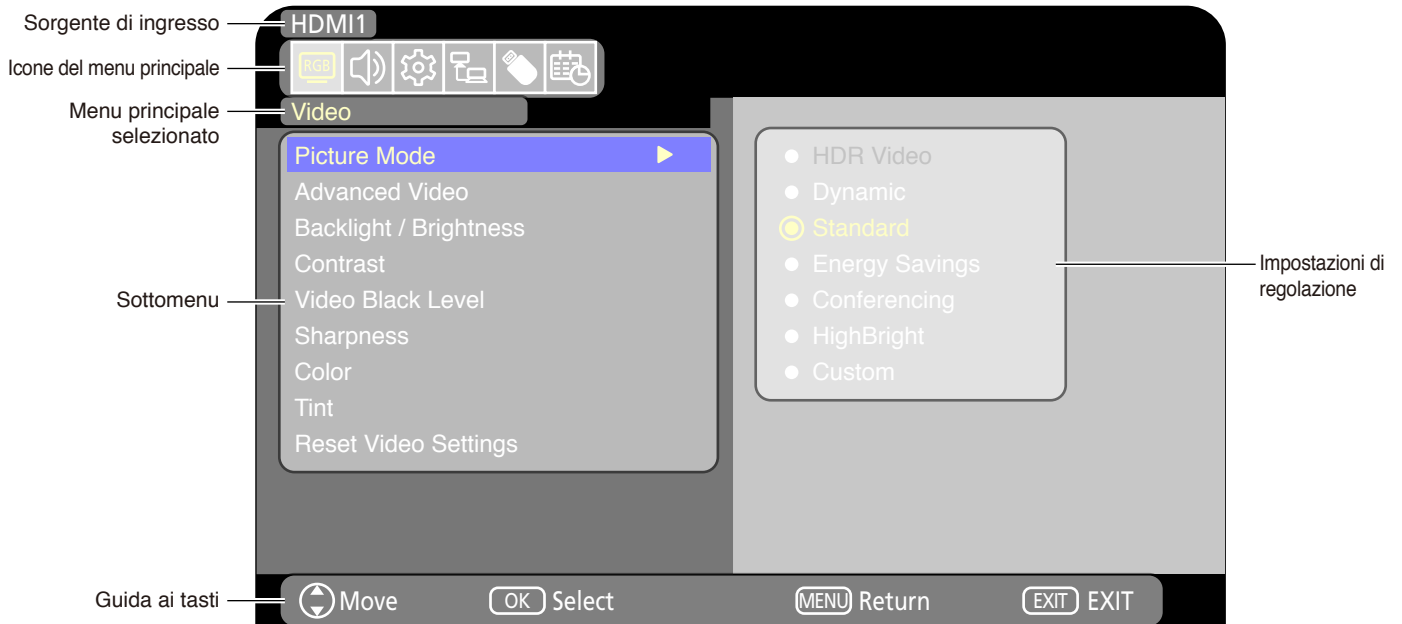 Sorgente di ingresso
HDMI1
Icone del menu principale
RGB
Menu principale
selezionato
Video
Sottomenu
Picture Mode
Advanced Video
Backlight / Brightness
Contrast
Video Black Level
Sharpness
Color
Tint
Reset Video Settings
HDR Video
Dynamic
Standard
Energy Savings
Conferencing
HighBright
Custom
Impostazioni di
regolazione
Guida ai tasti
Move
OK Select
MENU Return
EXIT EXIT